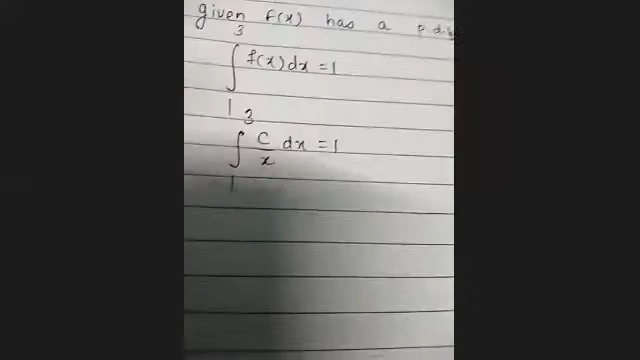 given f(x) has a p.d.f
3
∫ f(x) dx = 1
1
3
∫ C/x dx = 1
1